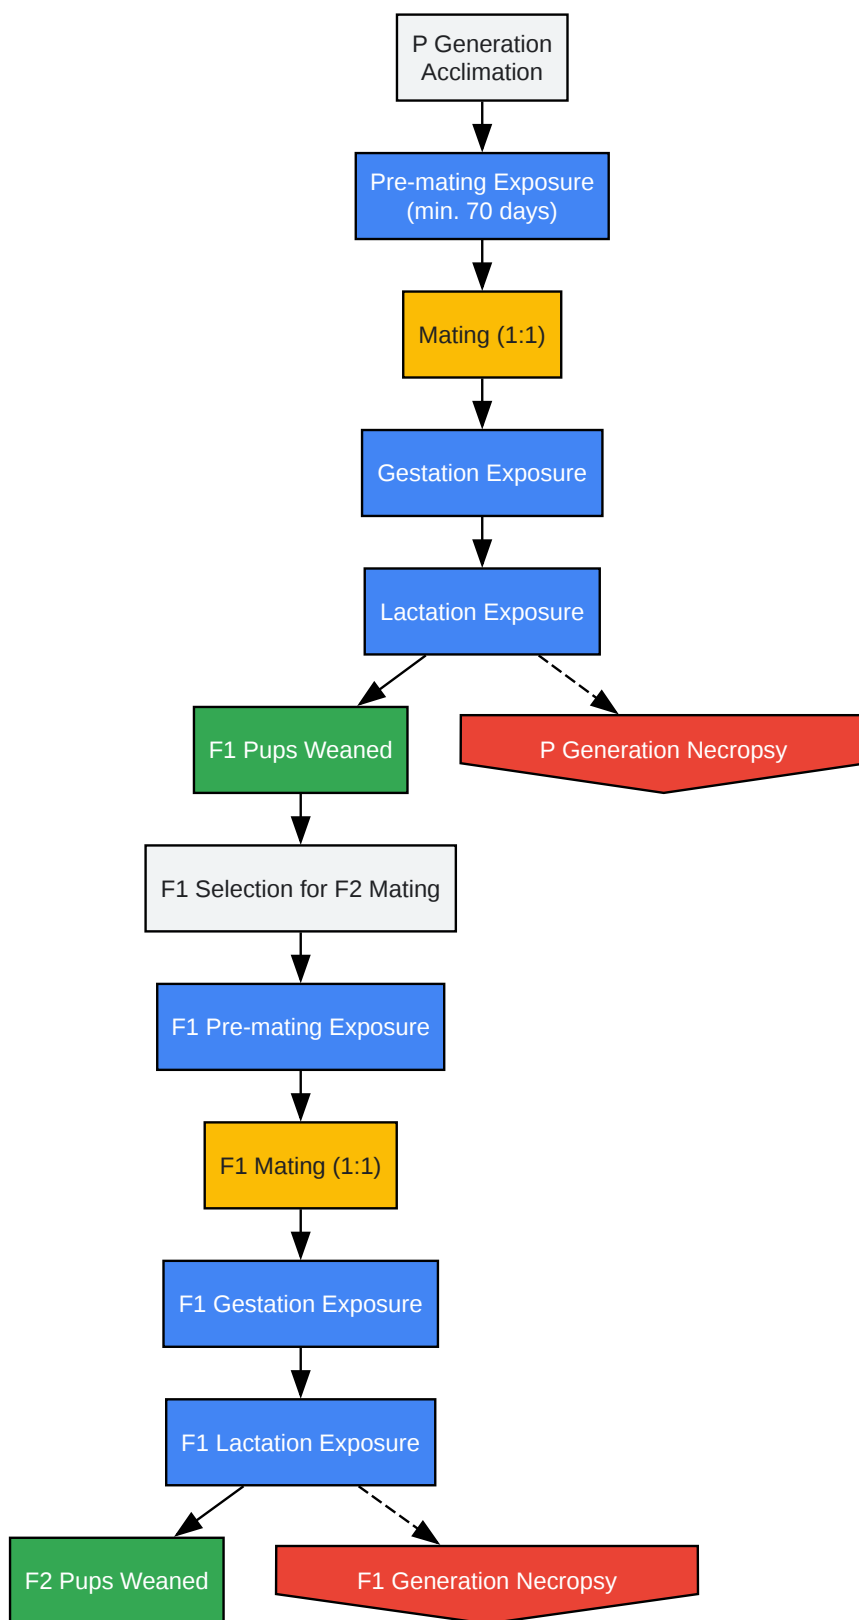 P Generation
Acclimation
Pre-mating Exposure
(min. 70 days)
Mating (1:1)
Gestation Exposure
Lactation Exposure
F1 Pups Weaned
P Generation Necropsy
F1 Selection for F2 Mating
F1 Pre-mating Exposure
F1 Mating (1:1)
F1 Gestation Exposure
F1 Lactation Exposure
F2 Pups Weaned
F1 Generation Necropsy